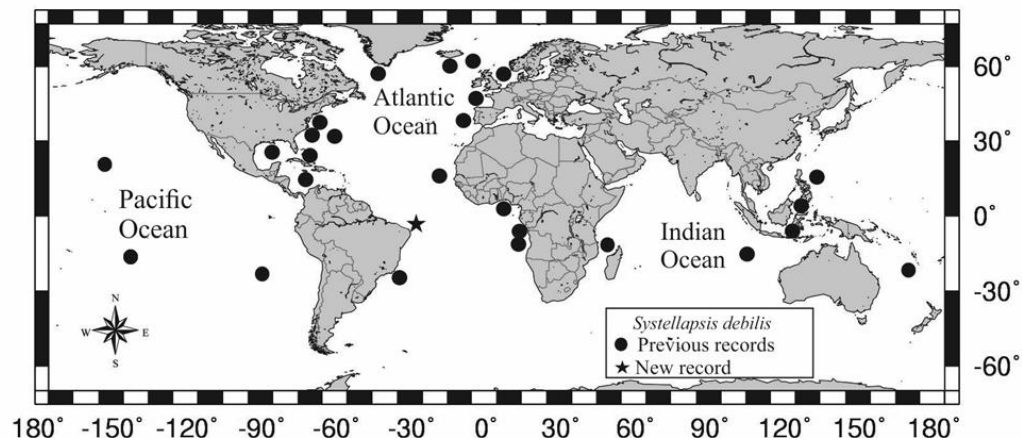 60˚
Atlantic
Ocean
30˚
Pacific
Ocean
0˚
Indian
Ocean
-30˚
N
W E
S
Systellapsis debilis
Previous records
New record
-60˚
180˚ -150˚ -120˚ -90˚ -60˚ -30˚ 0˚ 30˚ 60˚ 90˚ 120˚ 150˚ 180˚